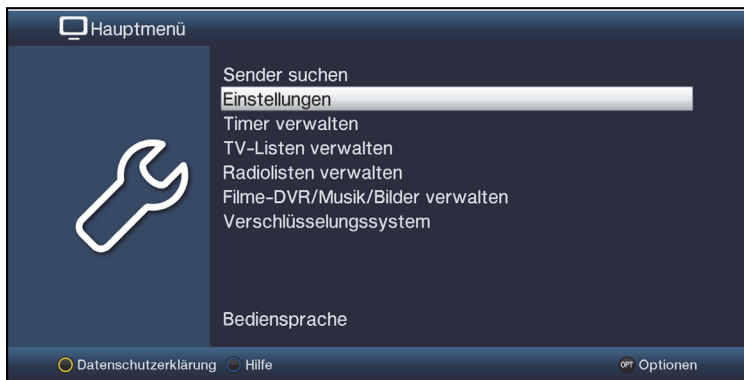 Hauptmenü
Sender suchen
Einstellungen
Timer verwalten
TV-Listen verwalten
Radiolisten verwalten
Filme-DVR/Musik/Bilder verwalten
Verschlüsselungssystem
Bediensprache
Datenschutzerklärung Hilfe OPT Optionen